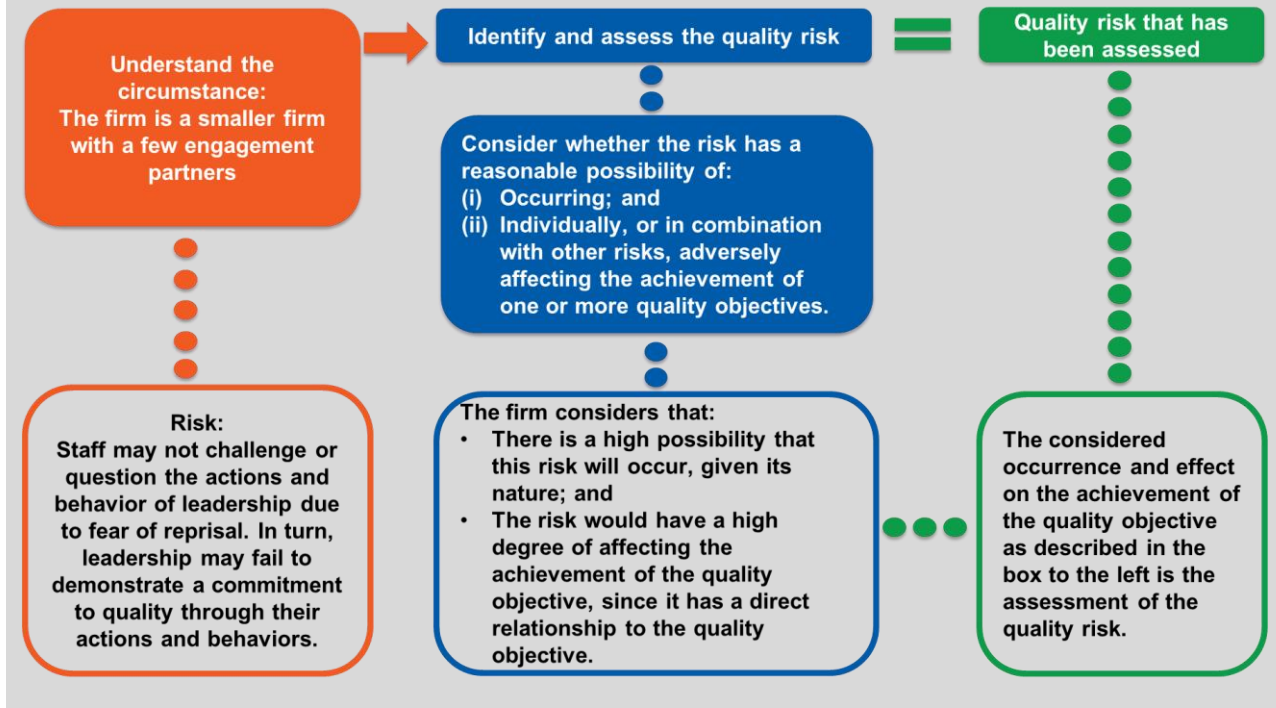 Understand the
circumstance:
The firm is a smaller firm
with a few engagement
partners
Identify and assess the quality risk
Quality risk that has
been assessed
Consider whether the risk has a
reasonable possibility of:
(i) Occurring; and
(ii) Individually, or in combination
with other risks, adversely
affecting the achievement of
one or more quality objectives.
Risk:
Staff may not challenge or
question the actions and
behavior of leadership due
to fear of reprisal. In turn,
leadership may fail to
demonstrate a commitment
to quality through their
actions and behaviors.
The firm considers that:
• There is a high possibility that
this risk will occur, given its
nature; and
• The risk would have a high
degree of affecting the
achievement of the quality
objective, since it has a direct
relationship to the quality
objective.
The considered
occurrence and effect
on the achievement of
the quality objective
as described in the
box to the left is the
assessment of the
quality risk.